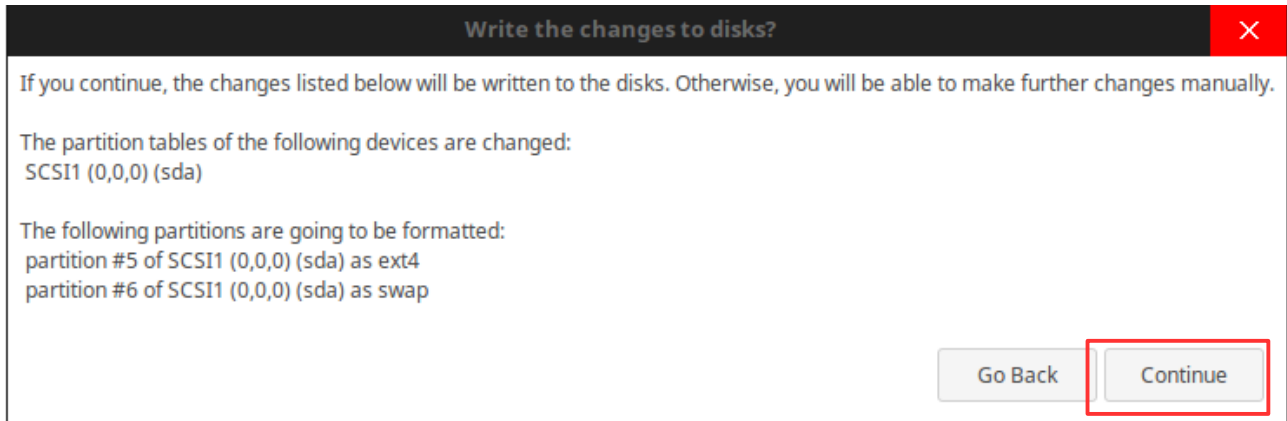 Write the changes to disks?
If you continue, the changes listed below will be written to the disks. Otherwise, you will be able to make further changes manually.
The partition tables of the following devices are changed:
SCSI1 (0,0,0) (sda)
The following partitions are going to be formatted:
partition #5 of SCSI1 (0,0,0) (sda) as ext4
partition #6 of SCSI1 (0,0,0) (sda) as swap
Go Back
Continue